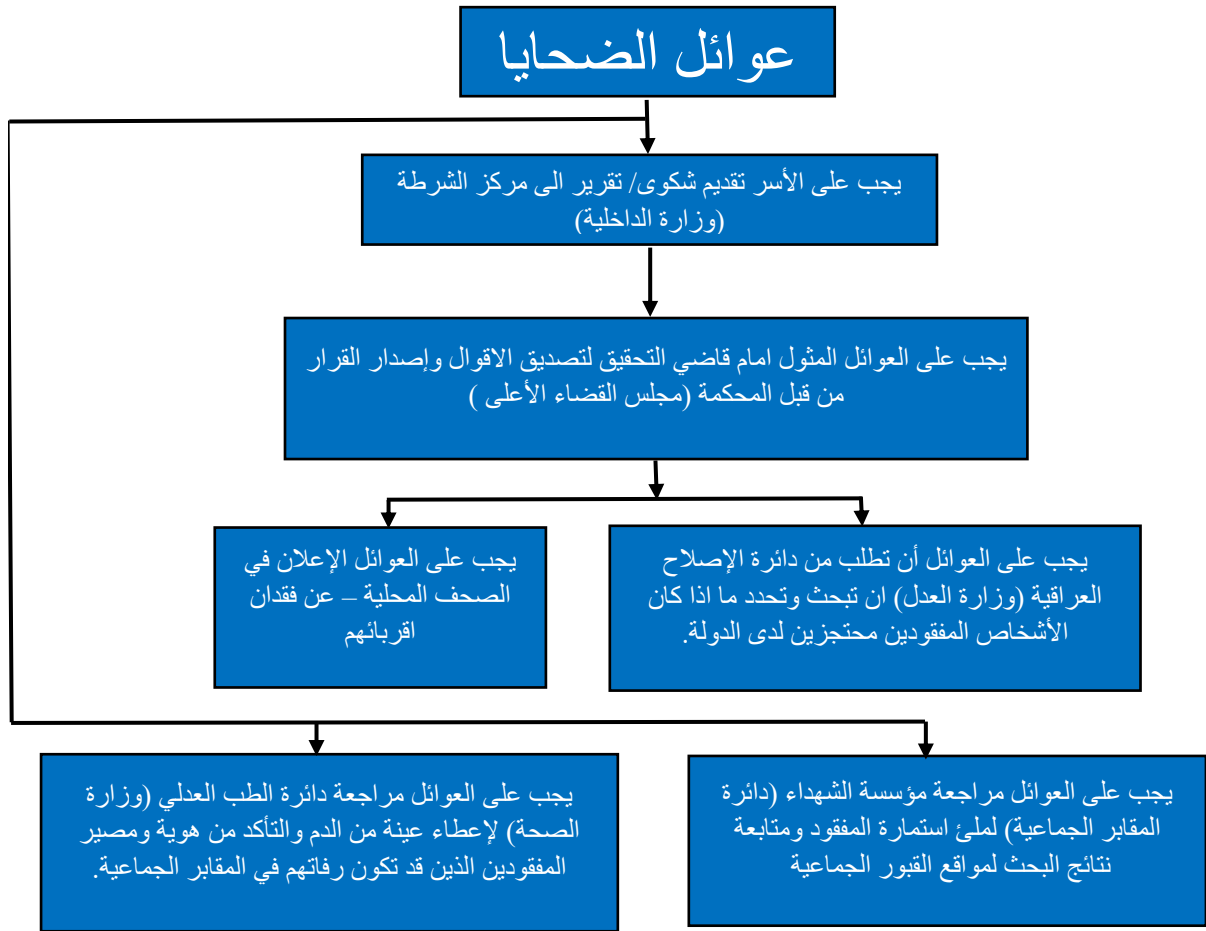 عوائل الضحايا
يجب على الأسر تقديم شكوى/ تقرير الى مركز الشرطة
(وزارة الداخلية)
يجب على العوائل المثول امام قاضي التحقيق لتصديق الاقوال وإصدار القرار
من قبل المحكمة (مجلس القضاء الأعلى )
يجب على العوائل أن تطلب من دائرة الإصلاح
العراقية (وزارة العدل) ان تبحث وتحدد ما اذا كان
الأشخاص المفقودين محتجزين لدى الدولة.
يجب على العوائل الإعلان في
الصحف المحلية – عن فقدان
اقربائهم
يجب على العوائل مراجعة مؤسسة الشهداء (دائرة
المقابر الجماعية) لملئ استمارة المفقود ومتابعة
نتائج البحث لمواقع القبور الجماعية
يجب على العوائل مراجعة دائرة الطب العدلي (وزارة
الصحة) لإعطاء عينة من الدم والتأكد من هوية ومصير
المفقودين الذين قد تكون رفاتهم في المقابر الجماعية.